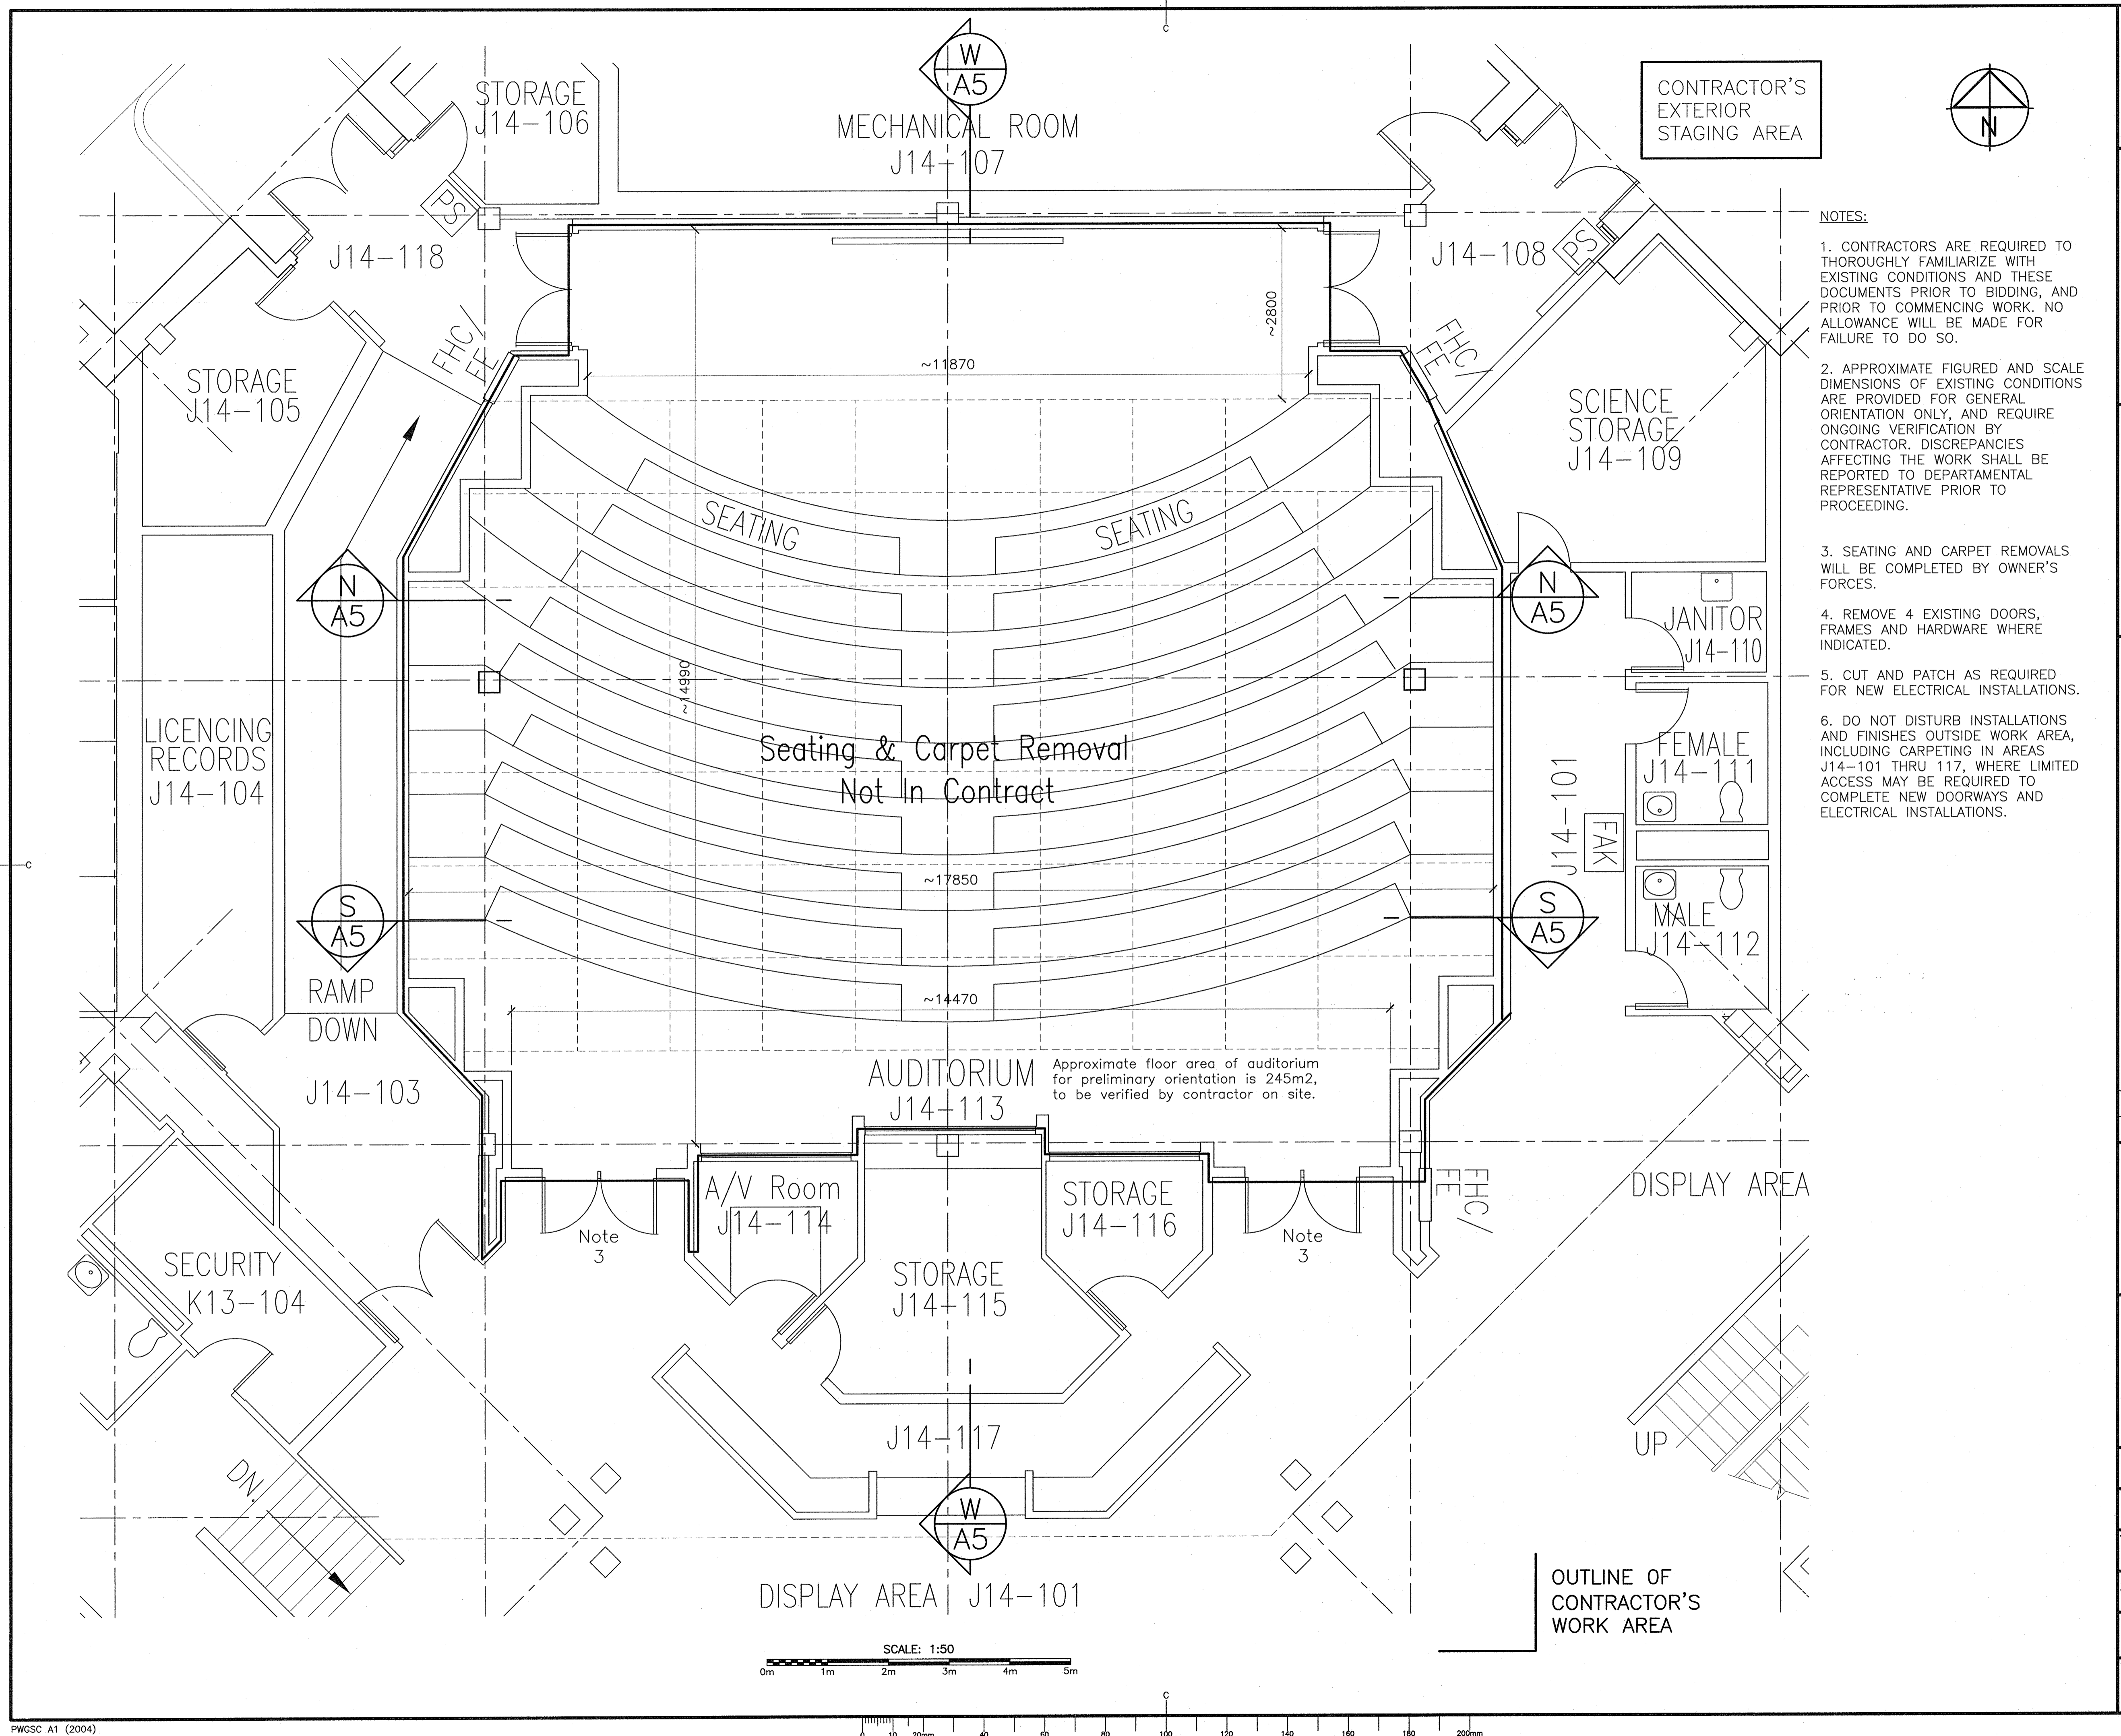 C
W
A5
STORAGE
J14-106
MECHANICAL ROOM
J14-107
CONTRACTOR'S
EXTERIOR
STAGING AREA
N
PS
J14-118
FHC/
FE
J14-108
PS
FHC/
FE
~2800
~11870
STORAGE
J14-105
SCIENCE
STORAGE
J14-109
SEATING
SEATING
N
A5
N
A5
JANITOR
J14-110
~14990
LICENCING
RECORDS
J14-104
Seating & Carpet Removal
Not In Contract
FEMALE
J14-111
J14-101
FAK
C
~17850
S
A5
S
A5
MALE
J14-112
RAMP
DOWN
~14470
J14-103
AUDITORIUM
J14-113
Approximate floor area of auditorium
for preliminary orientation is 245m2,
to be verified by contractor on site.
A/V Room
J14-114
STORAGE
J14-116
FHC/
FE
DISPLAY AREA
Note
3
Note
3
SECURITY
K13-104
STORAGE
J14-115
J14-117
UP
DN.
W
A5
DISPLAY AREA J14-101
OUTLINE OF
CONTRACTOR'S
WORK AREA
SCALE: 1:50
0m 1m 2m 3m 4m 5m
NOTES:
1. CONTRACTORS ARE REQUIRED TO
THOROUGHLY FAMILIARIZE WITH
EXISTING CONDITIONS AND THESE
DOCUMENTS PRIOR TO BIDDING, AND
PRIOR TO COMMENCING WORK. NO
ALLOWANCE WILL BE MADE FOR
FAILURE TO DO SO.
2. APPROXIMATE FIGURED AND SCALE
DIMENSIONS OF EXISTING CONDITIONS
ARE PROVIDED FOR GENERAL
ORIENTATION ONLY, AND REQUIRE
ONGOING VERIFICATION BY
CONTRACTOR. DISCREPANCIES
AFFECTING THE WORK SHALL BE
REPORTED TO DEPARTAMENTAL
REPRESENTATIVE PRIOR TO
PROCEEDING.
3. SEATING AND CARPET REMOVALS
WILL BE COMPLETED BY OWNER'S
FORCES.
4. REMOVE 4 EXISTING DOORS,
FRAMES AND HARDWARE WHERE
INDICATED.
5. CUT AND PATCH AS REQUIRED
FOR NEW ELECTRICAL INSTALLATIONS.
6. DO NOT DISTURB INSTALLATIONS
AND FINISHES OUTSIDE WORK AREA,
INCLUDING CARPETING IN AREAS
J14-101 THRU 117, WHERE LIMITED
ACCESS MAY BE REQUIRED TO
COMPLETE NEW DOORWAYS AND
ELECTRICAL INSTALLATIONS.
C
PWGSC A1 (2004)
0 10 20mm 40 60 80 100 120 140 160 180 200mm